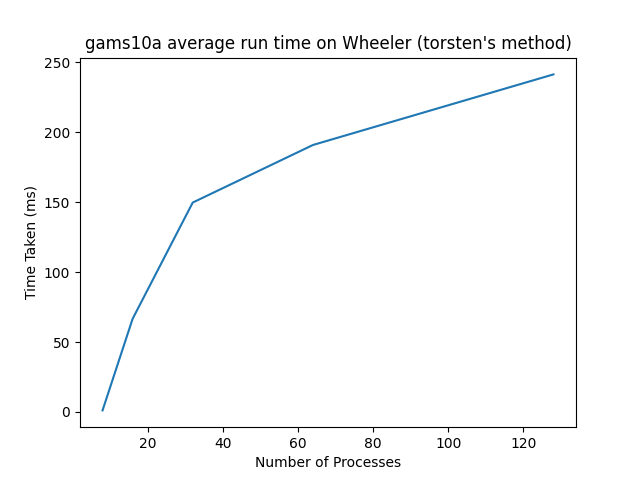 gams10a average run time on Wheeler (torsten's method)
250
200
150
100
50
0
Time Taken (ms)
20 40 60 80 100 120
Number of Processes